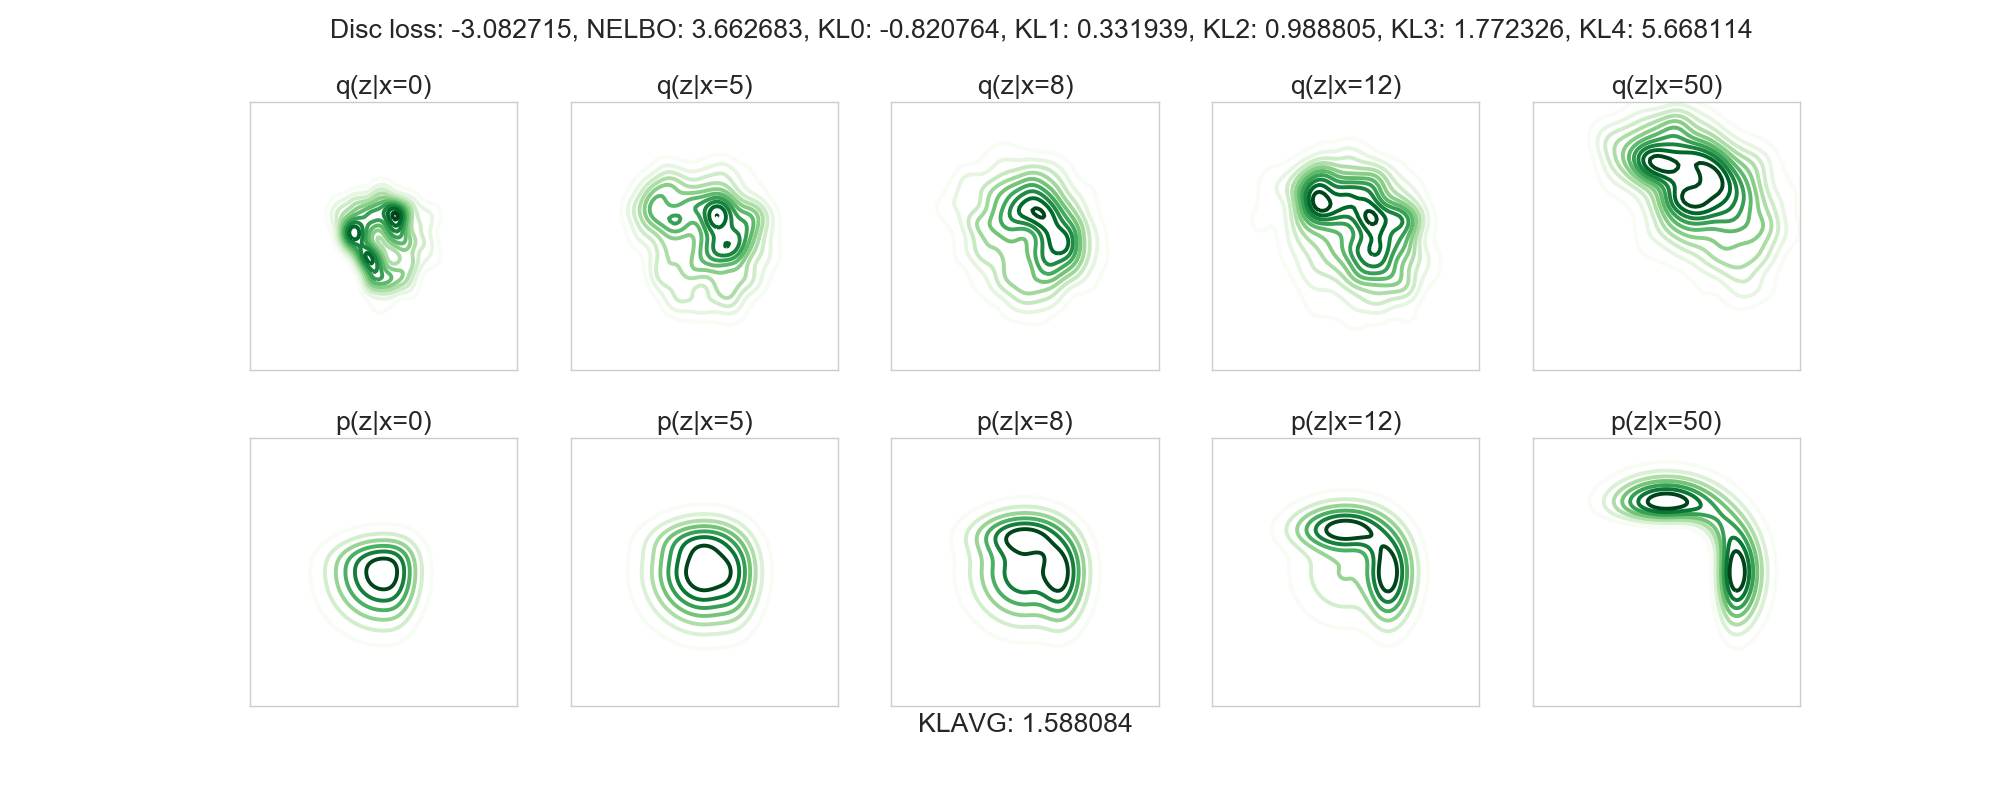 Disc loss: -3.082715, NELBO: 3.662683, KL0: -0.820764, KL1: 0.331939, KL2: 0.988805, KL3: 1.772326, KL4: 5.668114
q(z|x=0) q(z|x=5) q(z|x=8) q(z|x=12) q(z|x=50)
p(z|x=0) p(z|x=5) p(z|x=8) p(z|x=12) p(z|x=50)
KLAVG: 1.588084